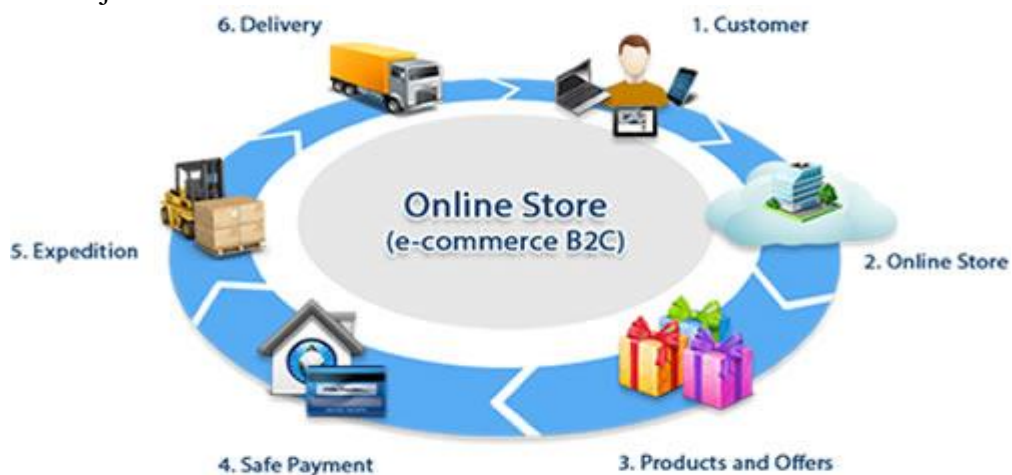 6. Delivery
1. Customer
Online Store
(e-commerce B2C)
5. Expedition
2. Online Store
4. Safe Payment
3. Products and Offers